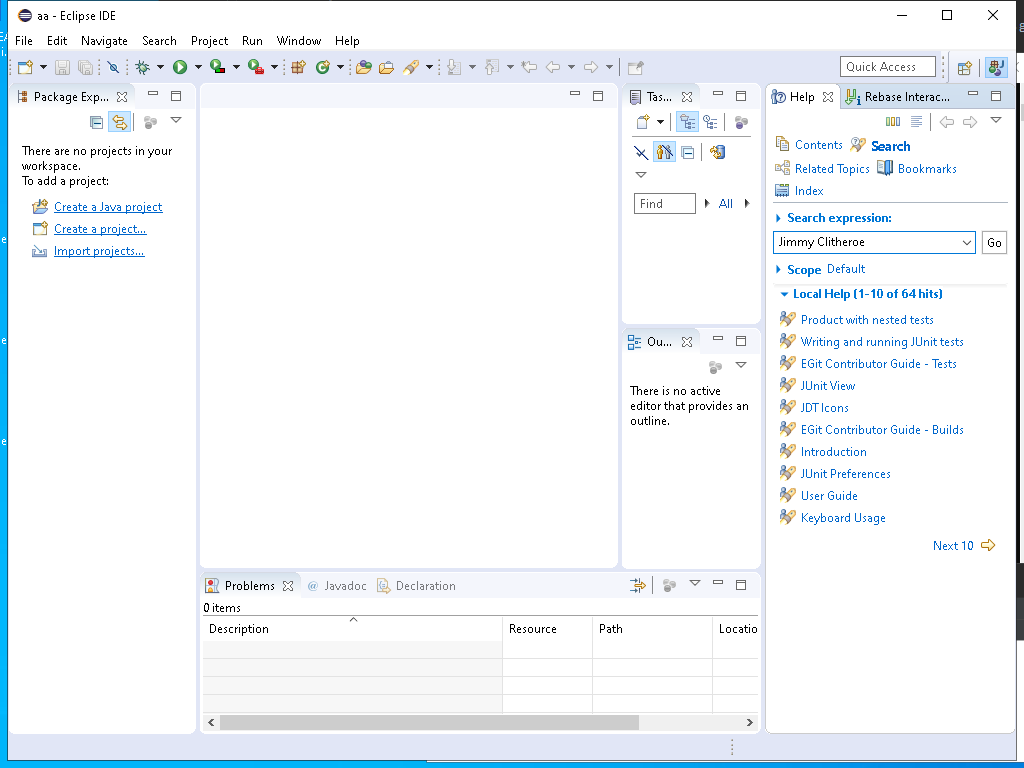 aa - Eclipse IDE
File Edit Navigate Search Project Run Window Help
Quick Access
Package Exp...
There are no projects in your
workspace.
To add a project:
Create a Java project
Create a project...
Import projects...
Tas...
Find
All
Ou...
There is no active
editor that provides an
outline.
Help
Rebase Interac...
Contents
Search
Related Topics
Bookmarks
Index
Search expression:
Jimmy Clitheroe
Go
Scope Default
Local Help (1-10 of 64 hits)
Product with nested tests
Writing and running JUnit tests
EGit Contributor Guide - Tests
JUnit View
JDT Icons
EGit Contributor Guide - Builds
Introduction
JUnit Preferences
User Guide
Keyboard Usage
Next 10
Problems
@ Javadoc
Declaration
0 items
Description Resource Path Locatio